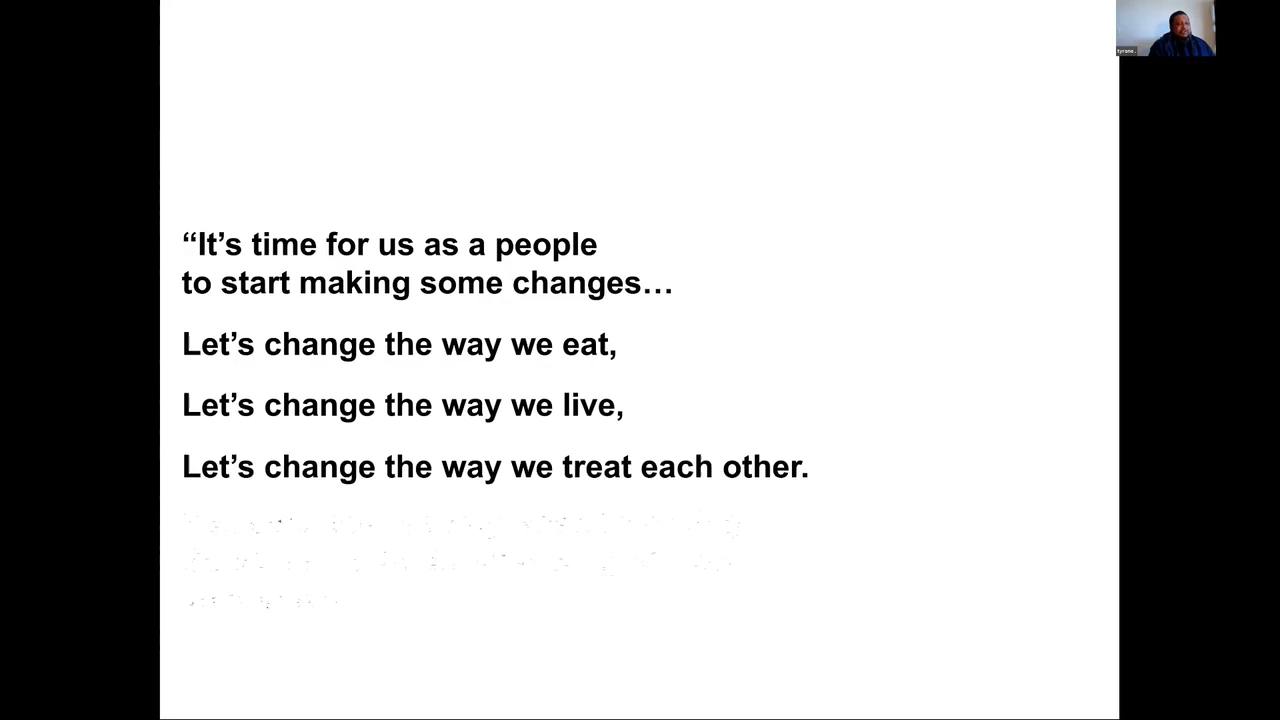 tyrone .
“It’s time for us as a people
to start making some changes…
Let’s change the way we eat,
Let’s change the way we live,
Let’s change the way we treat each other.